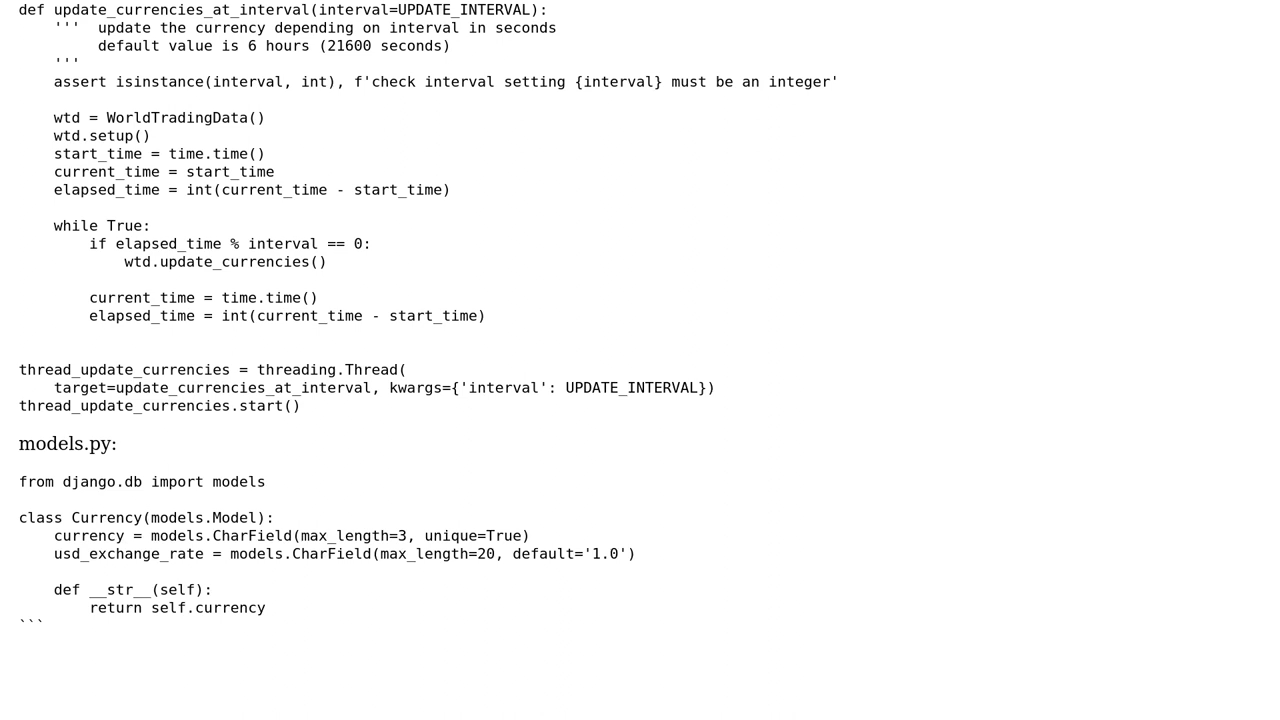 def update_currencies_at_interval(interval=UPDATE_INTERVAL):
    '''  update the currency depending on interval in seconds
         default value is 6 hours (21600 seconds)
    '''
    assert isinstance(interval, int), f'check interval setting {interval} must be an integer'

    wtd = WorldTradingData()
    wtd.setup()
    start_time = time.time()
    current_time = start_time
    elapsed_time = int(current_time - start_time)

    while True:
        if elapsed_time % interval == 0:
            wtd.update_currencies()

        current_time = time.time()
        elapsed_time = int(current_time - start_time)


thread_update_currencies = threading.Thread(
    target=update_currencies_at_interval, kwargs={'interval': UPDATE_INTERVAL})
thread_update_currencies.start()

models.py:

from django.db import models

class Currency(models.Model):
    currency = models.CharField(max_length=3, unique=True)
    usd_exchange_rate = models.CharField(max_length=20, default='1.0')

    def __str__(self):
        return self.currency
```